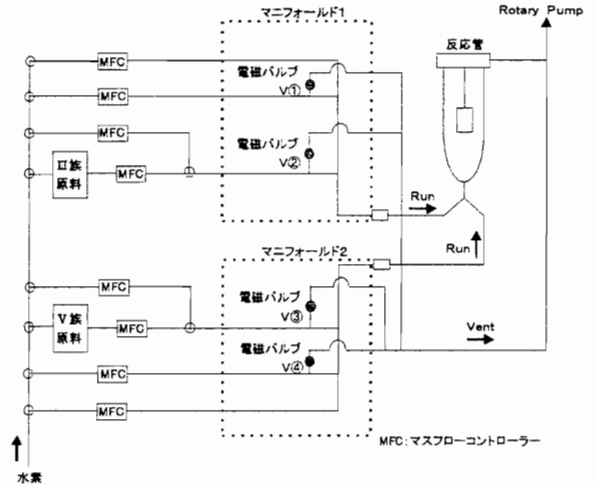 マニフォールド1
Rotary Pump
反応管
MFC
電磁バルブ
V①
MFC
MFC
電磁バルブ
V②
Ⅲ族
原料
MFC
Run
マニフォールド2
Run
MFC
電磁バルブ
V③
Ⅴ族
原料
MFC
Vent
電磁バルブ
V④
MFC
MFC
MFC:マスフローコントローラー
水素